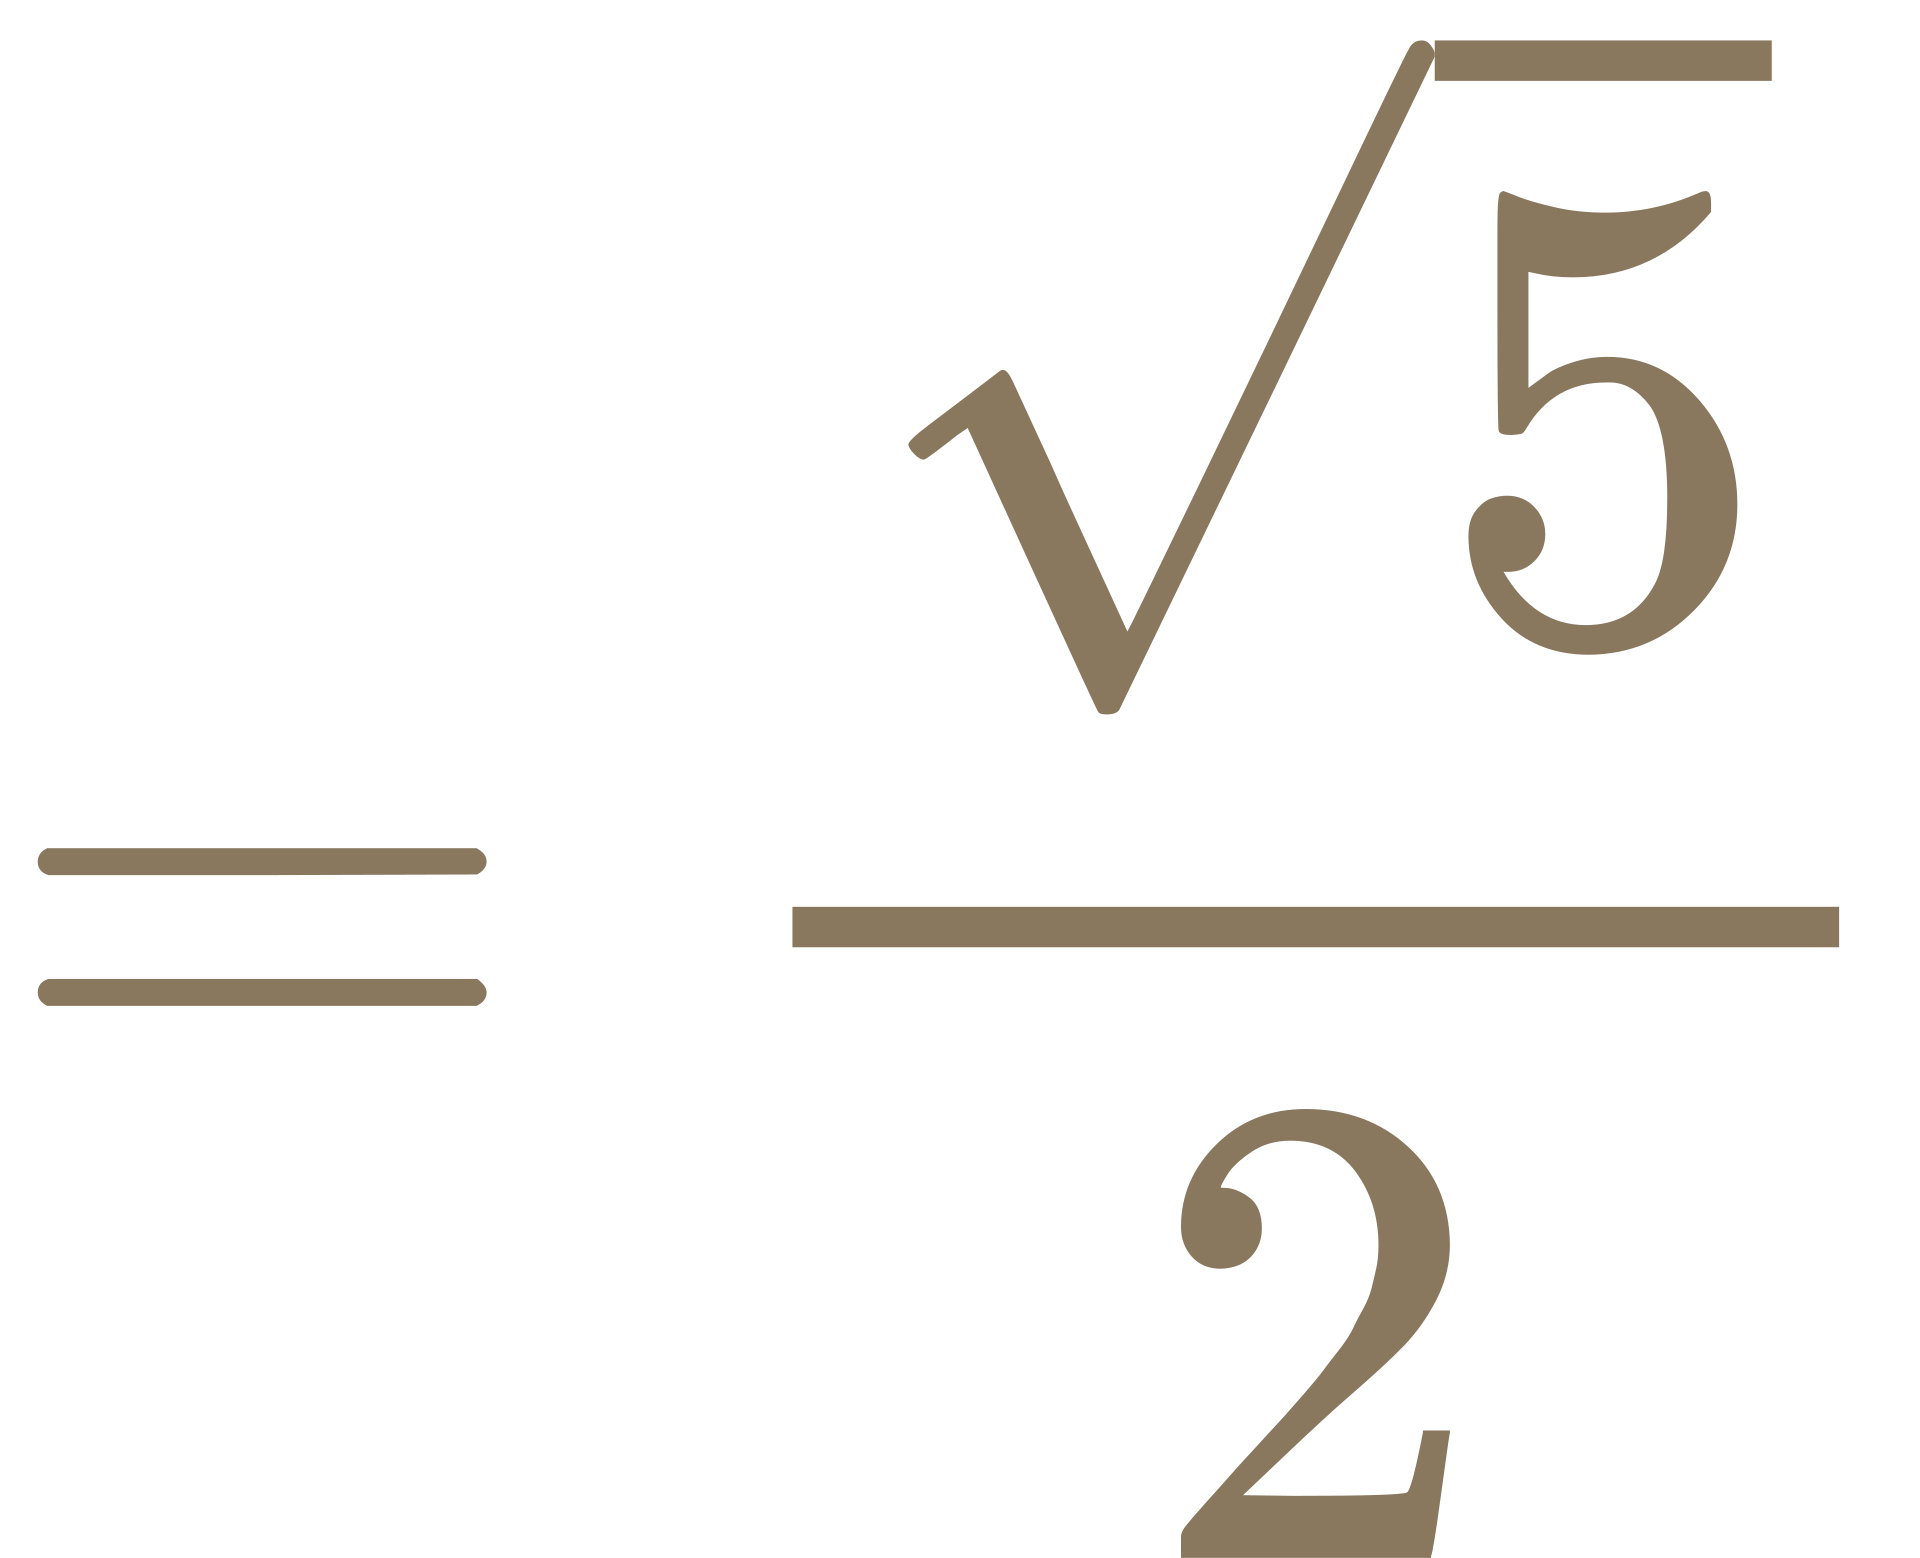 = √5/2